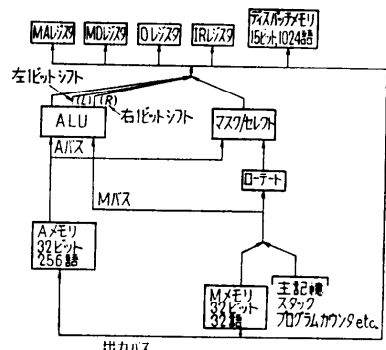 MAレジスタ
MDレジスタ
Oレジスタ
IRレジスタ
ディスパッチメモリ
15ビット,1024語
左1ビットシフト
(L)
(R)
右1ビットシフト
ALU
マスク/セレクト
Aバス
ローテート
Mバス
Aメモリ
32ビット
256語
Mメモリ
32ビット
32語
主記憶
スタック
プログラムカウンタetc.
出力バス